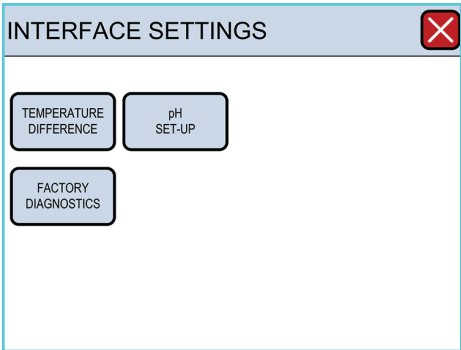 INTERFACE SETTINGS
TEMPERATURE
DIFFERENCE
pH
SET-UP
FACTORY
DIAGNOSTICS